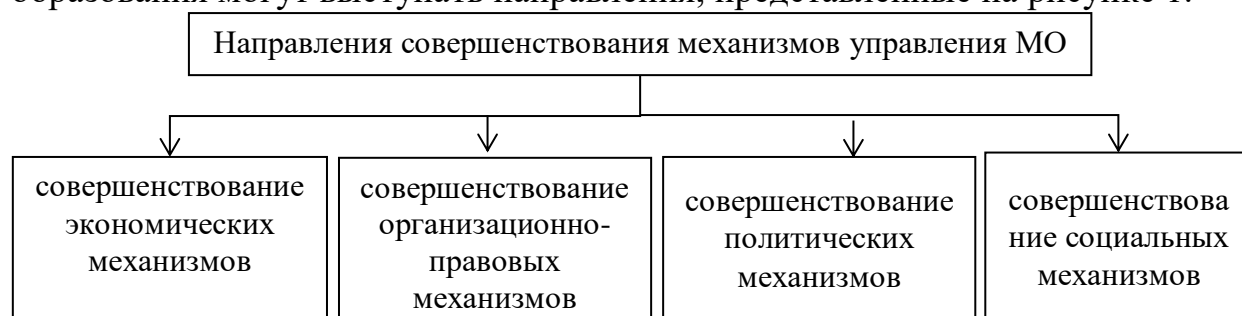 образования могут выступать направления, представленные на рисунке 1.
Направления совершенствования механизмов управления МО
совершенствование
экономических
механизмов
совершенствование
организационно-
правовых
механизмов
совершенствование
политических
механизмов
совершенствова
ние социальных
механизмов